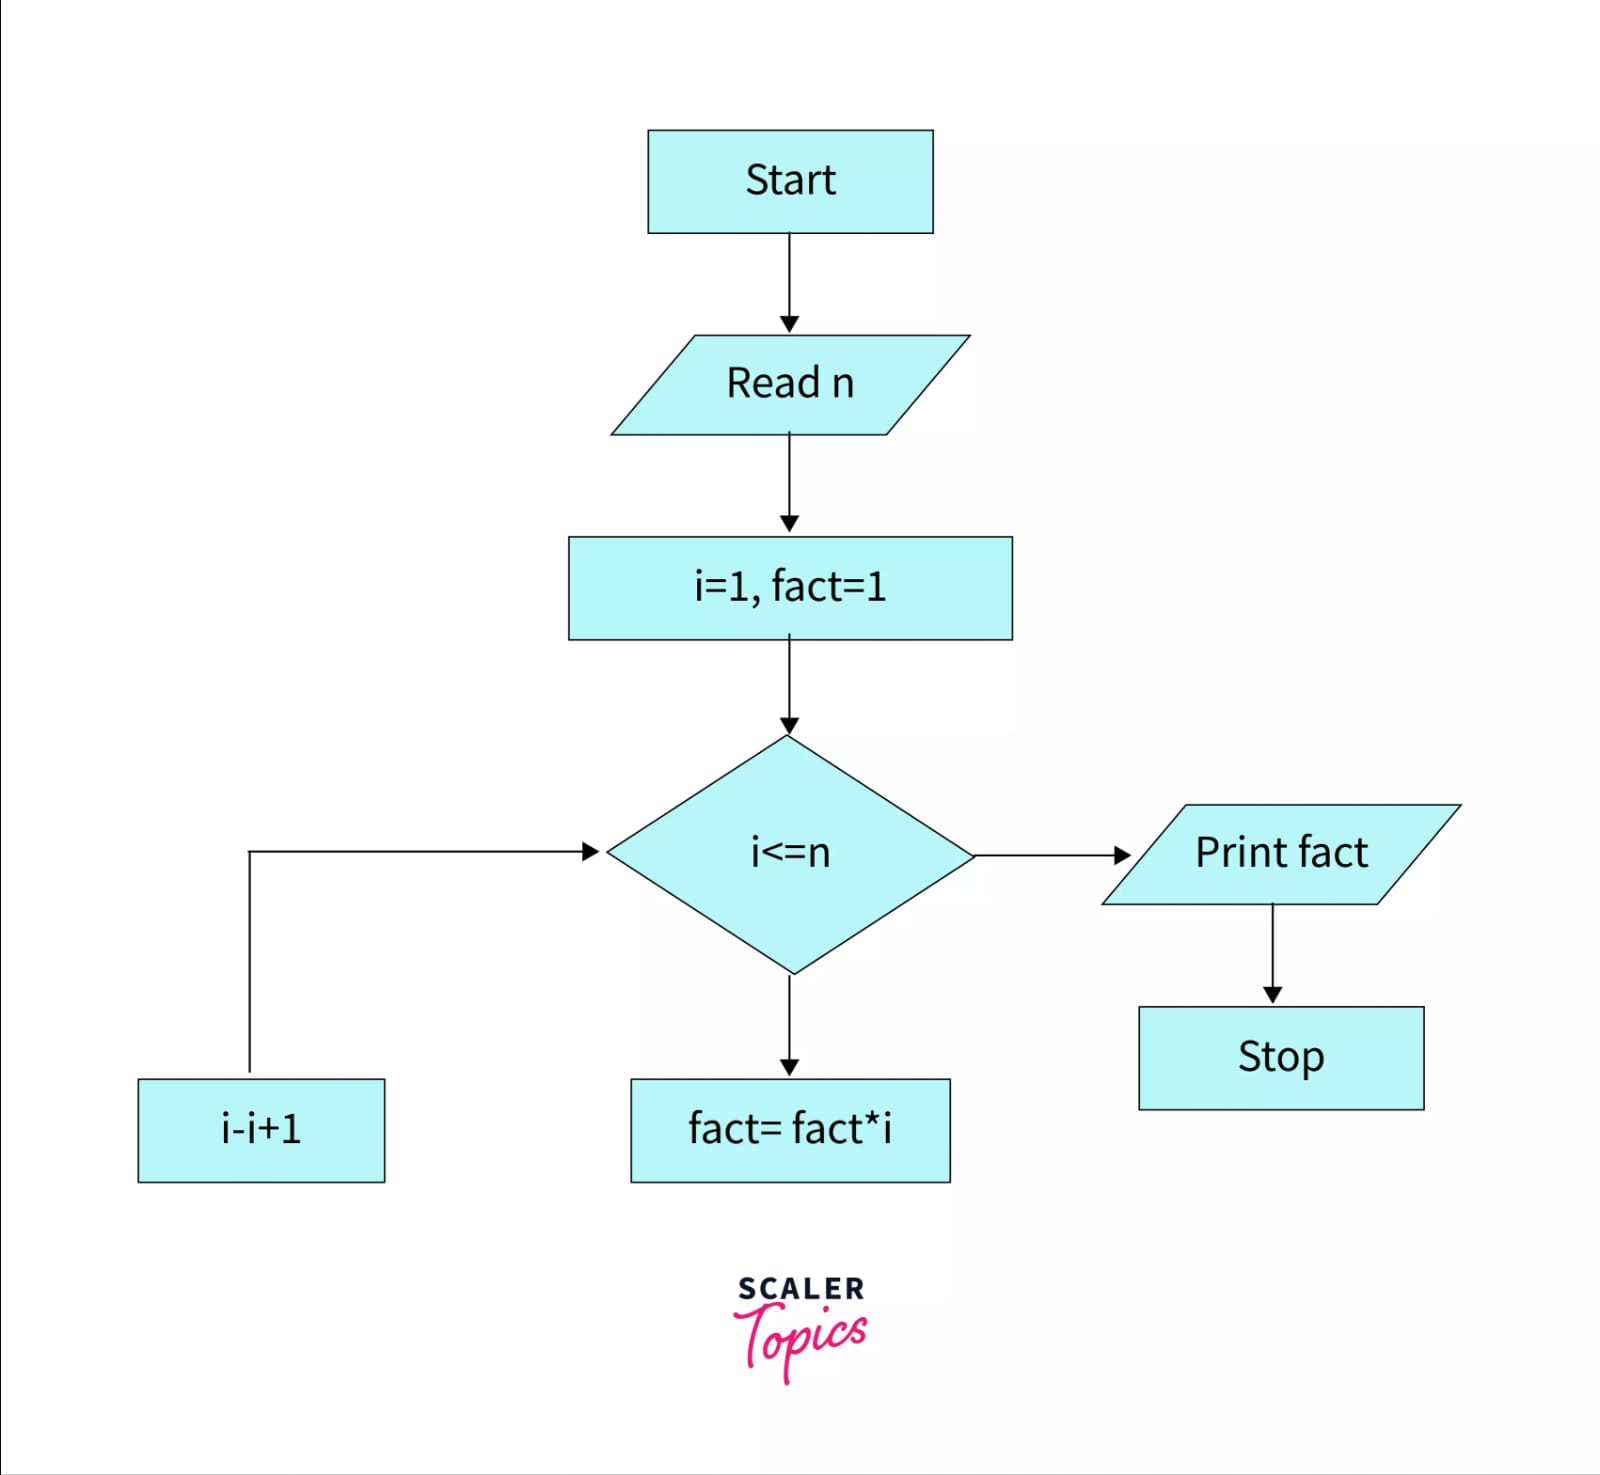 Start
Read n
i=1, fact=1
i<=n
Print fact
Stop
i-i+1
fact= fact*i
SCALER
Topics